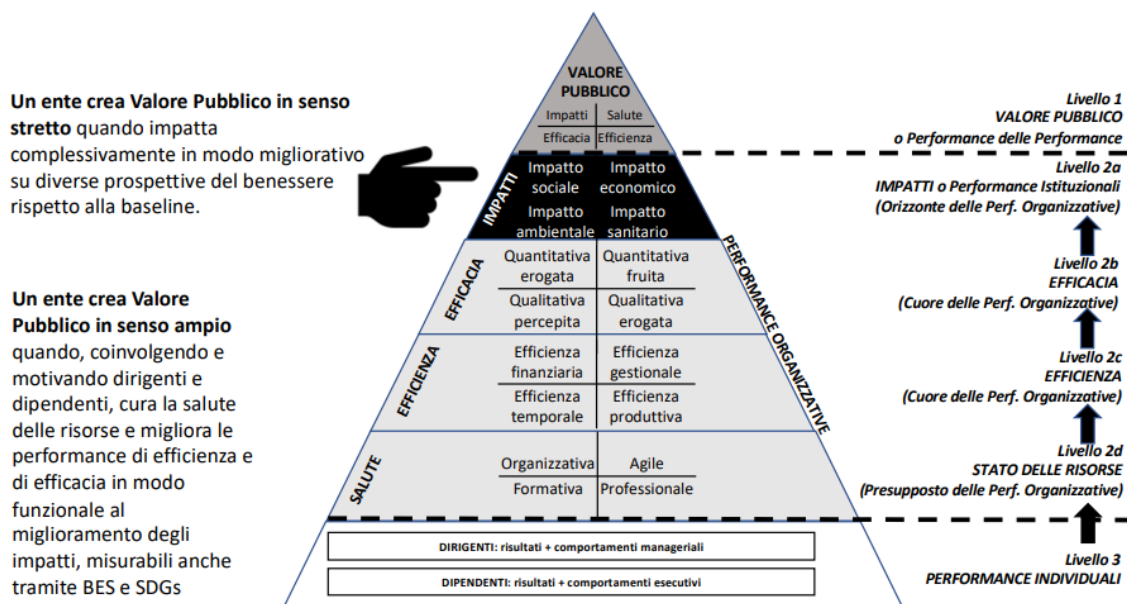 Un ente crea Valore Pubblico in senso
stretto quando impatta
complessivamente in modo migliorativo
su diverse prospettive del benessere
rispetto alla baseline.
Un ente crea Valore
Pubblico in senso ampio
quando, coinvolgendo e
motivando dirigenti e
dipendenti, cura la salute
delle risorse e migliora le
performance di efficienza e
di efficacia in modo
funzionale al
miglioramento degli
impatti, misurabili anche
tramite BES e SDGs
VALORE
PUBBLICO
Impatti Salute
Efficacia Efficienza
IMPATTI
Impatto
sociale
Impatto
economico
Impatto
ambientale
Impatto
sanitario
EFFICACIA
Quantitativa
erogata
Quantitativa
fruita
Qualitativa
percepita
Qualitativa
erogata
EFFICIENZA
Efficienza
finanziaria
Efficienza
gestionale
Efficienza
temporale
Efficienza
produttiva
SALUTE
Organizzativa Agile
Formativa Professionale
PERFORMANCE ORGANIZZATIVE
DIRIGENTI: risultati + comportamenti manageriali
DIPENDENTI: risultati + comportamenti esecutivi
Livello 1
VALORE PUBBLICO
o Performance delle Performance
Livello 2a
IMPATTI o Performance Istituzionali
(Orizzonte delle Perf. Organizzative)
Livello 2b
EFFICACIA
(Cuore delle Perf. Organizzative)
Livello 2c
EFFICIENZA
(Cuore delle Perf. Organizzative)
Livello 2d
STATO DELLE RISORSE
(Presupposto delle Perf. Organizzative)
Livello 3
PERFORMANCE INDIVIDUALI